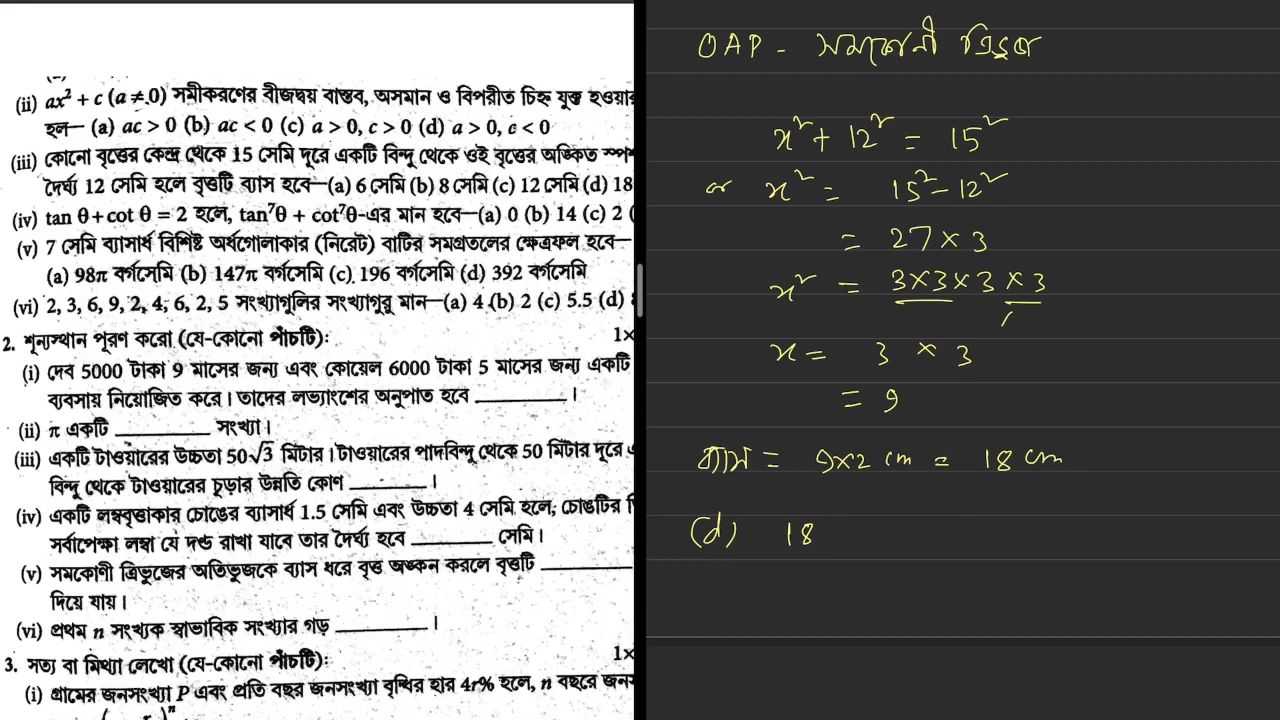 (ii) ax² + c (a ≠ 0) সমীকরণের বীজদ্বয় বাস্তব, অসমান ও বিপরীত চিহ্ন যুক্ত হওয়ার
হল— (a) ac > 0 (b) ac < 0 (c) a > 0, c > 0 (d) a > 0, c < 0
(iii) কোনো বৃত্তের কেন্দ্র থেকে 15 সেমি দূরে একটি বিন্দু থেকে ওই বৃত্তের অঙ্কিত স্পর্শ
দৈর্ঘ্য 12 সেমি হলে বৃত্তটি ব্যাস হবে—(a) 6 সেমি (b) 8 সেমি (c) 12 সেমি (d) 18
(iv) tan θ + cot θ = 2 হলে, tan⁷θ + cot⁷θ-এর মান হবে—(a) 0 (b) 14 (c) 2 (
(v) 7 সেমি ব্যাসার্ধ বিশিষ্ট অর্ধগোলাকার (নিরেট) বাটির সমগ্রতলের ক্ষেত্রফল হবে—
(a) 98π বর্গসেমি (b) 147π বর্গসেমি (c) 196 বর্গসেমি (d) 392 বর্গসেমি
(vi) 2, 3, 6, 9, 2, 4, 6, 2, 5 সংখ্যাগুলির সংখ্যাগুরু মান—(a) 4 (b) 2 (c) 5.5 (d)
2. শূন্যস্থান পূরণ করো (যে-কোনো পাঁচটি): 1×
(i) দেব 5000 টাকা 9 মাসের জন্য এবং কোয়েল 6000 টাকা 5 মাসের জন্য একটি
ব্যবসায় নিয়োজিত করে। তাদের লভ্যাংশের অনুপাত হবে ________ ।
(ii) π একটি ________ সংখ্যা।
(iii) একটি টাওয়ারের উচ্চতা 50√3 মিটার। টাওয়ারের পাদবিন্দু থেকে 50 মিটার দূরে
বিন্দু থেকে টাওয়ারের চূড়ার উন্নতি কোণ ________ ।
(iv) একটি লম্ববৃত্তাকার চোঙের ব্যাসার্ধ 1.5 সেমি এবং উচ্চতা 4 সেমি হলে, চোঙটির
সর্বাপেক্ষা লম্বা যে দণ্ড রাখা যাবে তার দৈর্ঘ্য হবে ________ সেমি।
(v) সমকোণী ত্রিভুজের অতিভুজকে ব্যাস ধরে বৃত্ত অঙ্কন করলে বৃত্তটি ________
দিয়ে যায়।
(vi) প্রথম n সংখ্যক স্বাভাবিক সংখ্যার গড় ________ ।
3. সত্য বা মিথ্যা লেখো (যে-কোনো পাঁচটি): 1×
(i) গ্রামের জনসংখ্যা P এবং প্রতি বছর জনসংখ্যা বৃদ্ধির হার 4r% হলে, n বছরে
OAP - সমকোণী ত্রিভুজ
x² + 12² = 15²
বা x² = 15² - 12²
= 27 × 3
x² = 3×3×3×3
x = 3 × 3
= 9
ব্যাস = 9×2 cm = 18 cm
(d) 18